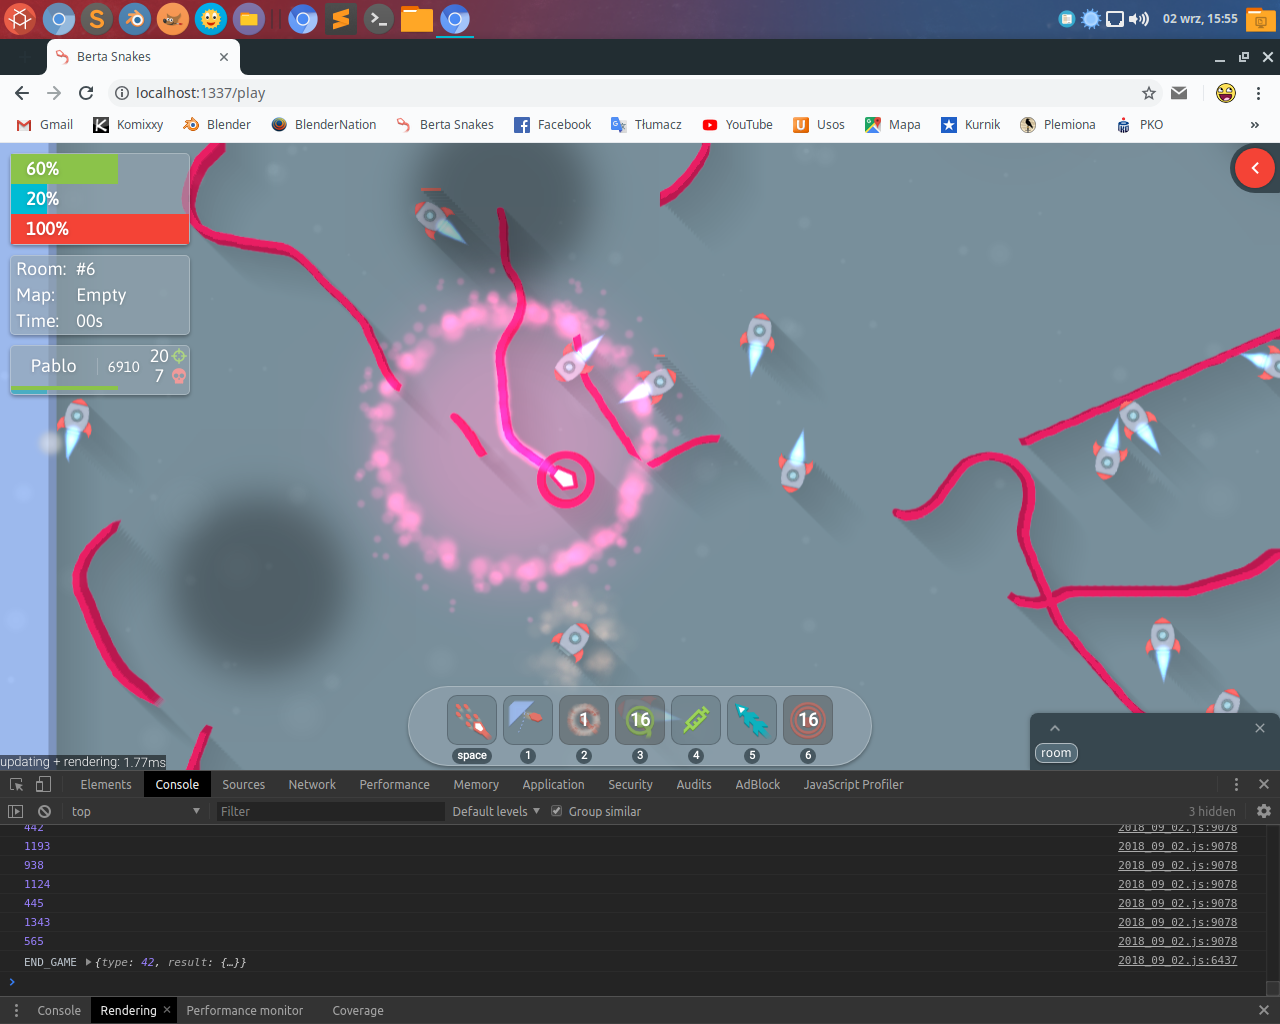 02 wrz, 15:55
Berta Snakes
localhost:1337/play
Gmail Komixxy Blender BlenderNation Berta Snakes Facebook Tłumacz YouTube Usos Mapa Kurnik Plemiona PKO »
60%
20%
100%
Room: #6
Map: Empty
Time: 00s
Pablo 6910 20
7
1 16 16
space 1 2 3 4 5 6
room
updating + rendering: 1.77ms
Elements Console Sources Network Performance Memory Application Security Audits AdBlock JavaScript Profiler
top Filter Default levels Group similar 3 hidden
442 2018_09_02.js:9078
1193 2018_09_02.js:9078
938 2018_09_02.js:9078
1124 2018_09_02.js:9078
445 2018_09_02.js:9078
1343 2018_09_02.js:9078
565 2018_09_02.js:9078
END_GAME {type: 42, result: {…}} 2018_09_02.js:6437
Console Rendering Performance monitor Coverage